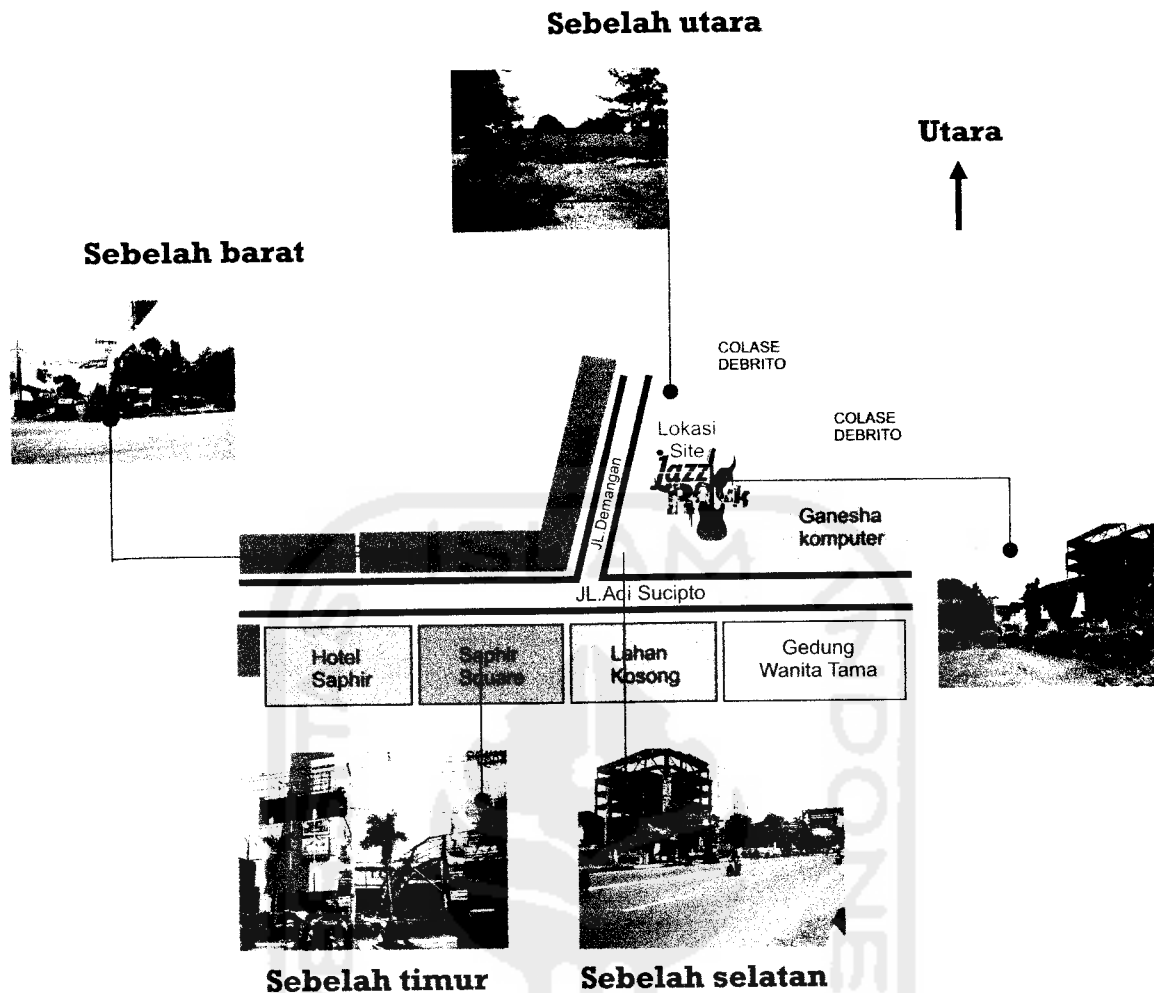 Sebelah utara
Utara
Sebelah barat
COLASE
DEBRITO
COLASE
DEBRITO
Lokasi
Site
jazz
JL.Demangan
Ganesha
komputer
JL.Adi Sucipto
Hotel
Saphir
Saphir
Square
Lahan
Kosong
Gedung
Wanita Tama
Sebelah timur
Sebelah selatan
ISLAM